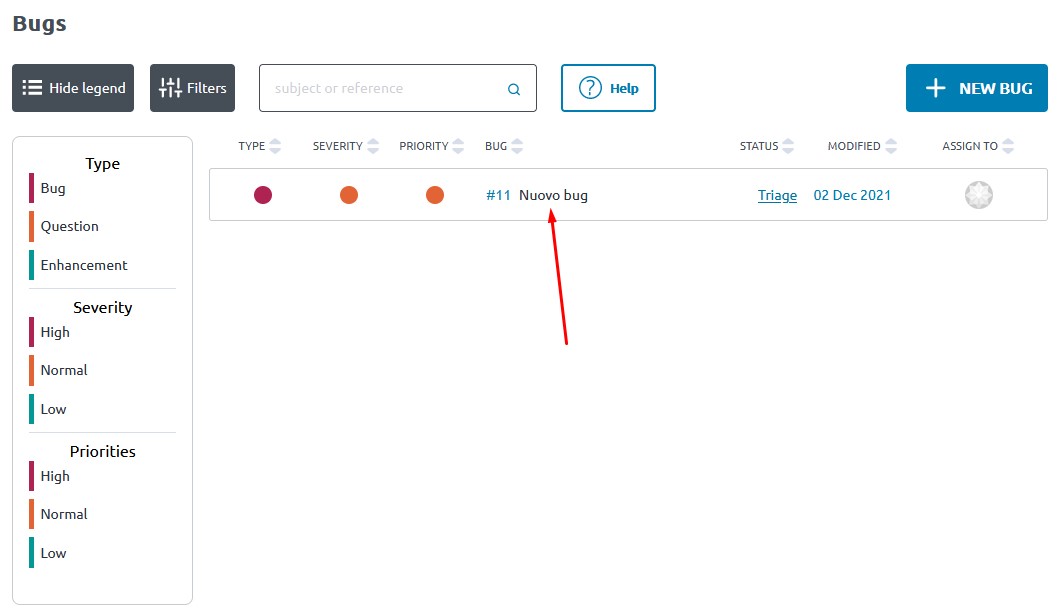 Bugs
Hide legend
Filters
subject or reference
Help
NEW BUG
Type
Bug
Question
Enhancement
Severity
High
Normal
Low
Priorities
High
Normal
Low
TYPE SEVERITY PRIORITY BUG STATUS MODIFIED ASSIGN TO
#11 Nuovo bug Triage 02 Dec 2021